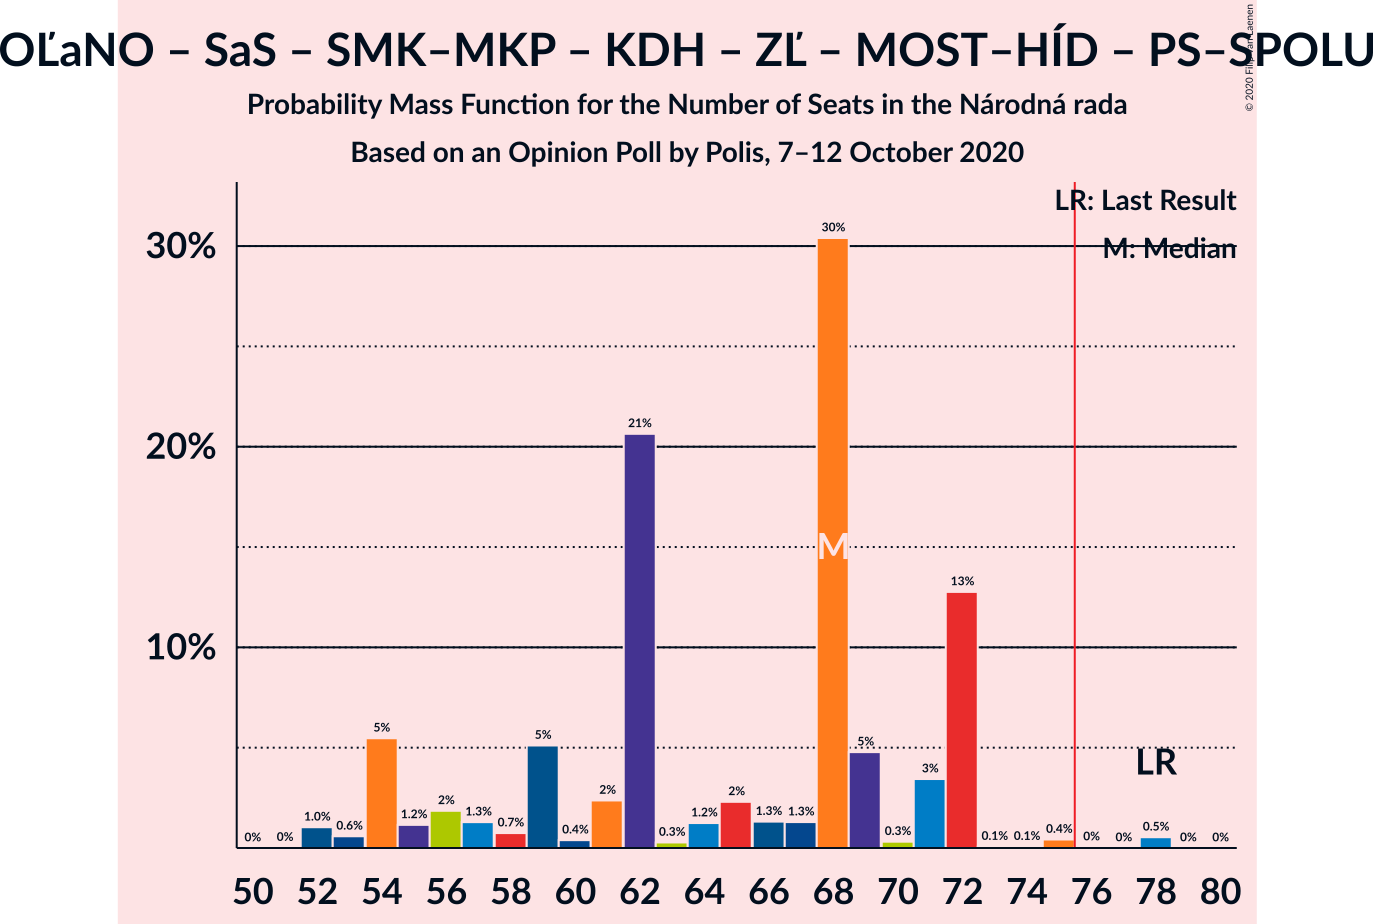 OĽaNO – SaS – SMK–MKP – KDH – ZĽ – MOST–HÍD – PS–SPOLU
Probability Mass Function for the Number of Seats in the Národná rada
Based on an Opinion Poll by Polis, 7–12 October 2020
© 2020 Filip van Laenen
LR: Last Result
M: Median
30%
20%
10%
0% 0% 1.0% 0.6% 5% 1.2% 2% 1.3% 0.7% 5% 0.4% 2% 21% 0.3% 1.2% 2% 1.3% 1.3% 30% 5% 0.3% 3% 13% 0.1% 0.1% 0.4% 0% 0% 0.5% 0% 0%
M
LR
50 52 54 56 58 60 62 64 66 68 70 72 74 76 78 80